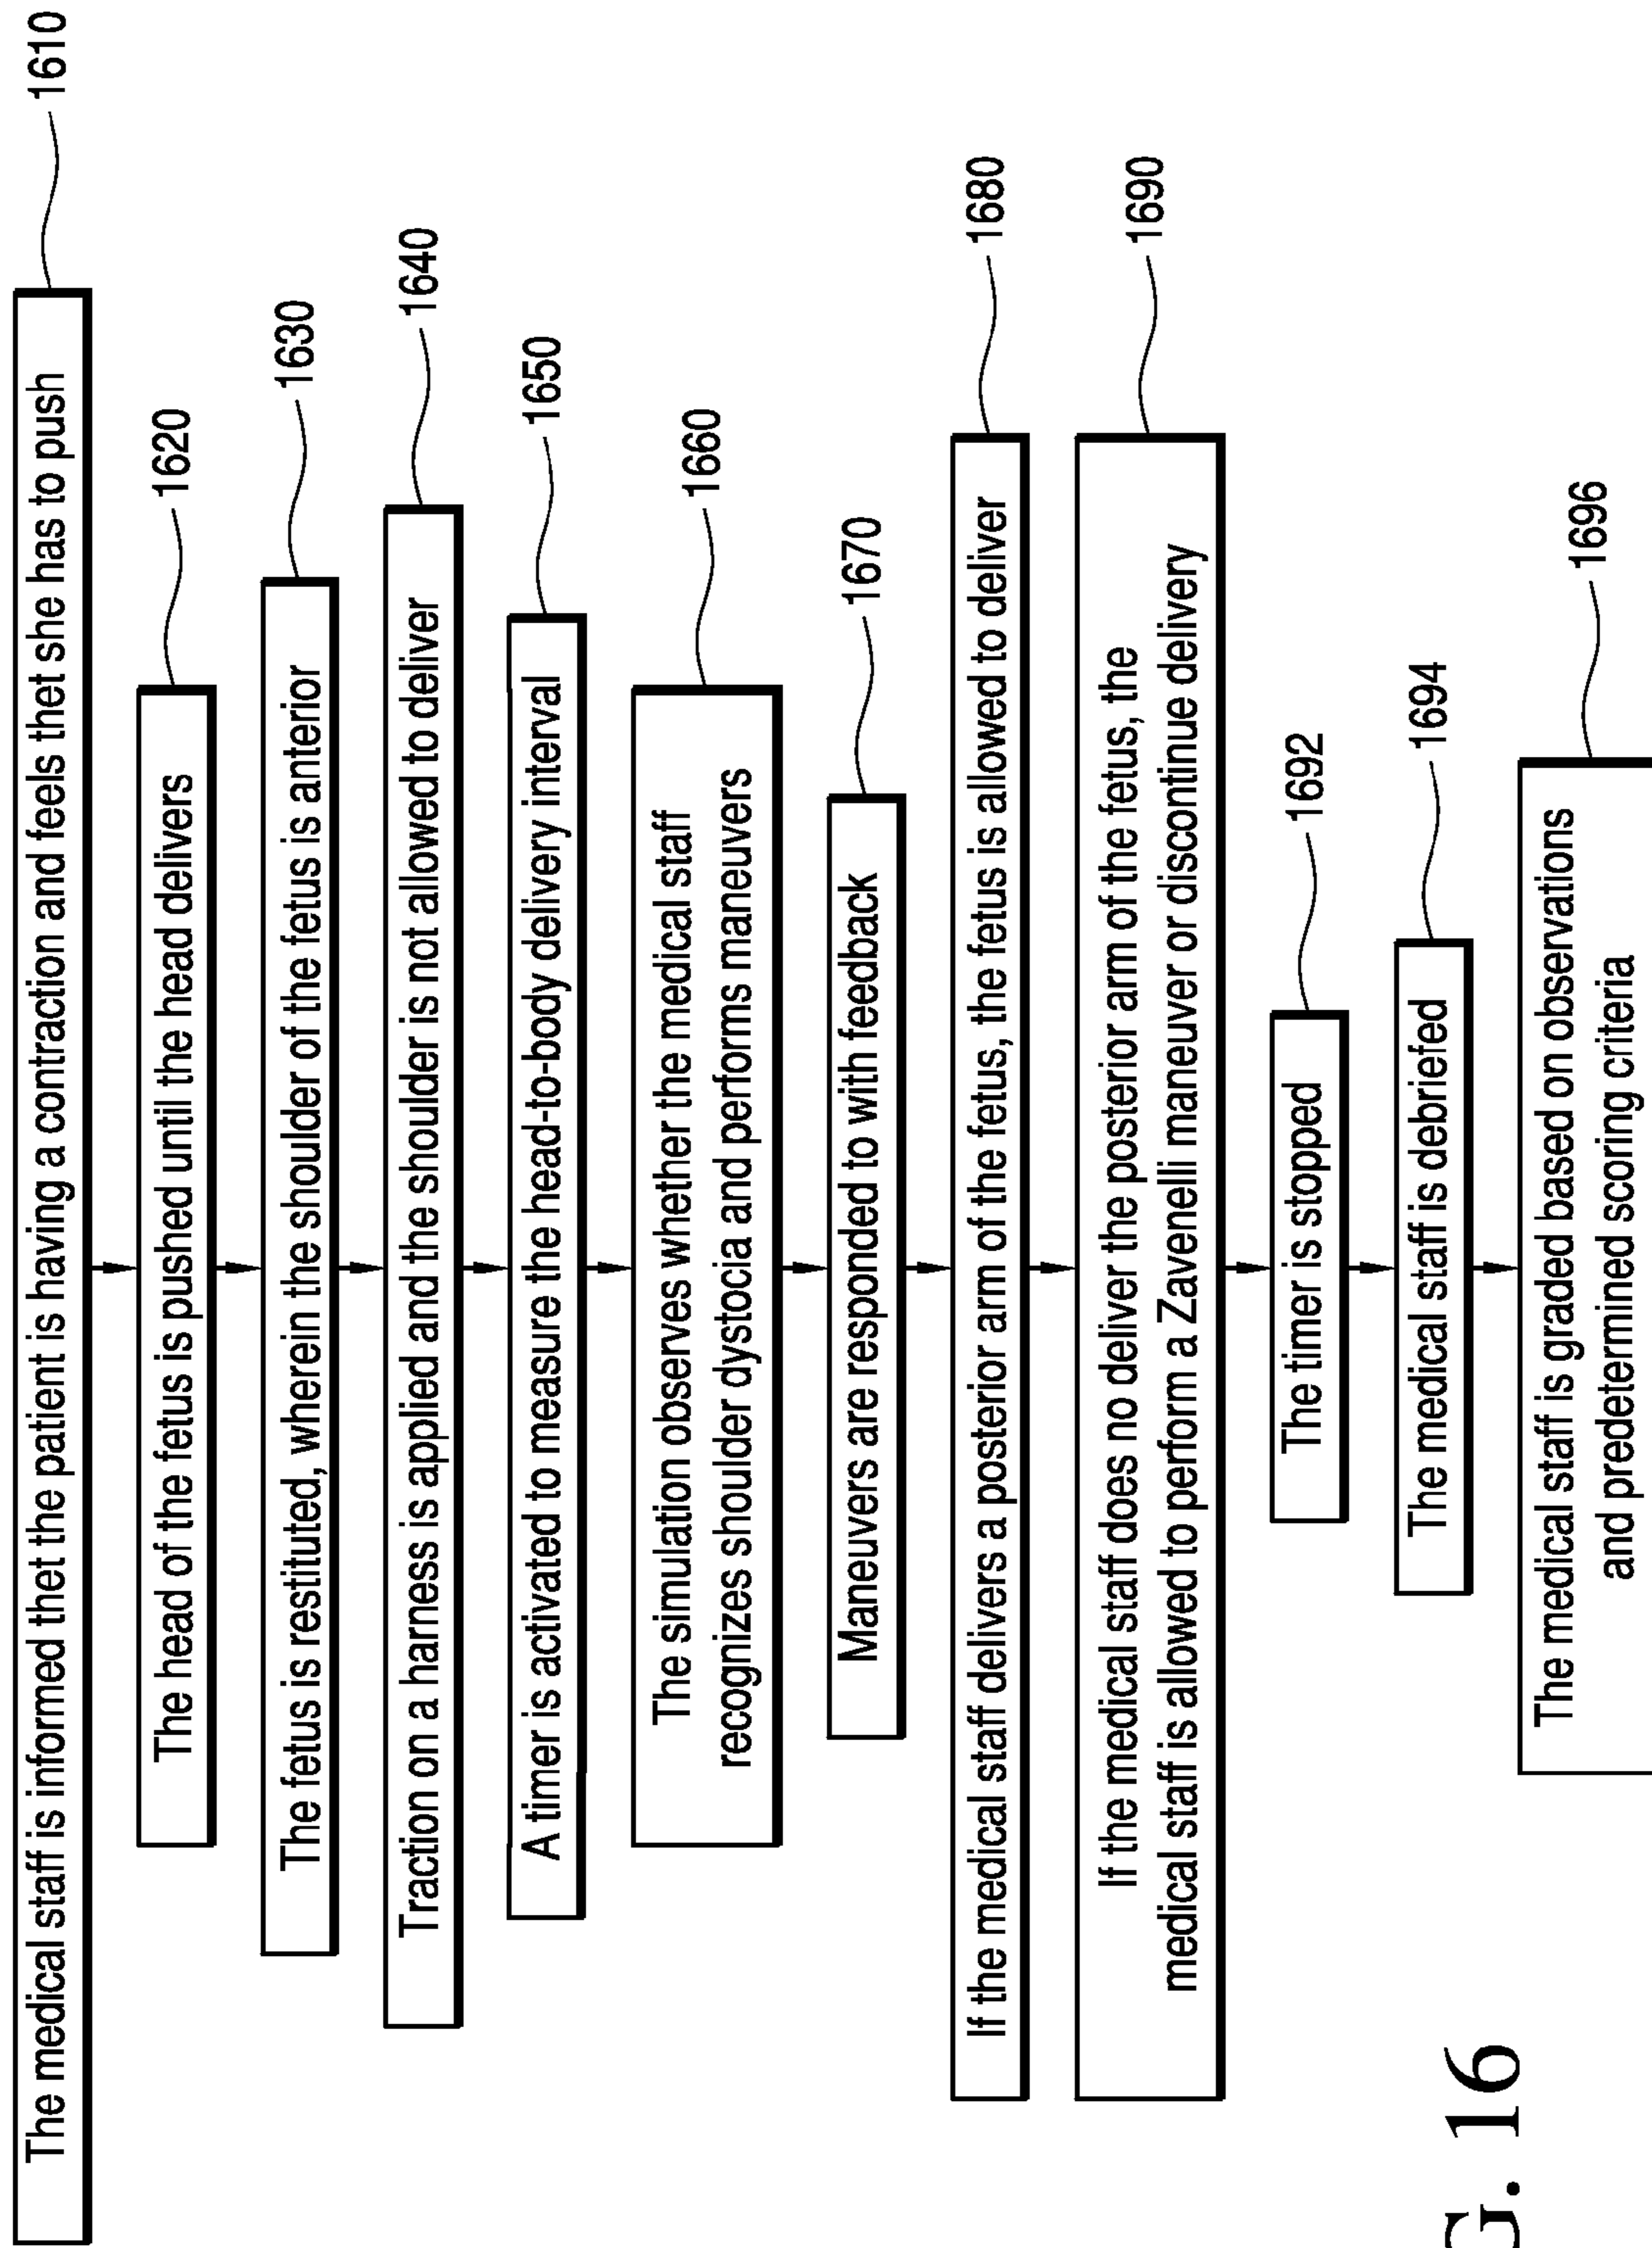 The medical staff is informed thet the patient is having a contraction and feels thet she has to push
1610
The head of the fetus is pushed until the head delivers
1620
The fetus is restituted, wherein the shoulder of the fetus is anterior
1630
Traction on a harness is applied and the shoulder is not allowed to deliver
1640
A timer is activated to measure the head-to-body delivery interval
1650
The simulation observes whether the medical staff
recognizes shoulder dystocia and performs maneuvers
1660
Maneuvers are responded to with feedback
1670
If the medical staff delivers a posterior arm of the fetus, the fetus is allowed to deliver
1680
If the medical staff does no deliver the posterior arm of the fetus, the
medical staff is allowed to perform a Zavenelli maneuver or discontinue delivery
1690
The timer is stopped
1692
The medical staff is debriefed
1694
The medical staff is graded based on observations
and predetermined scoring criteria
1696
G. 16